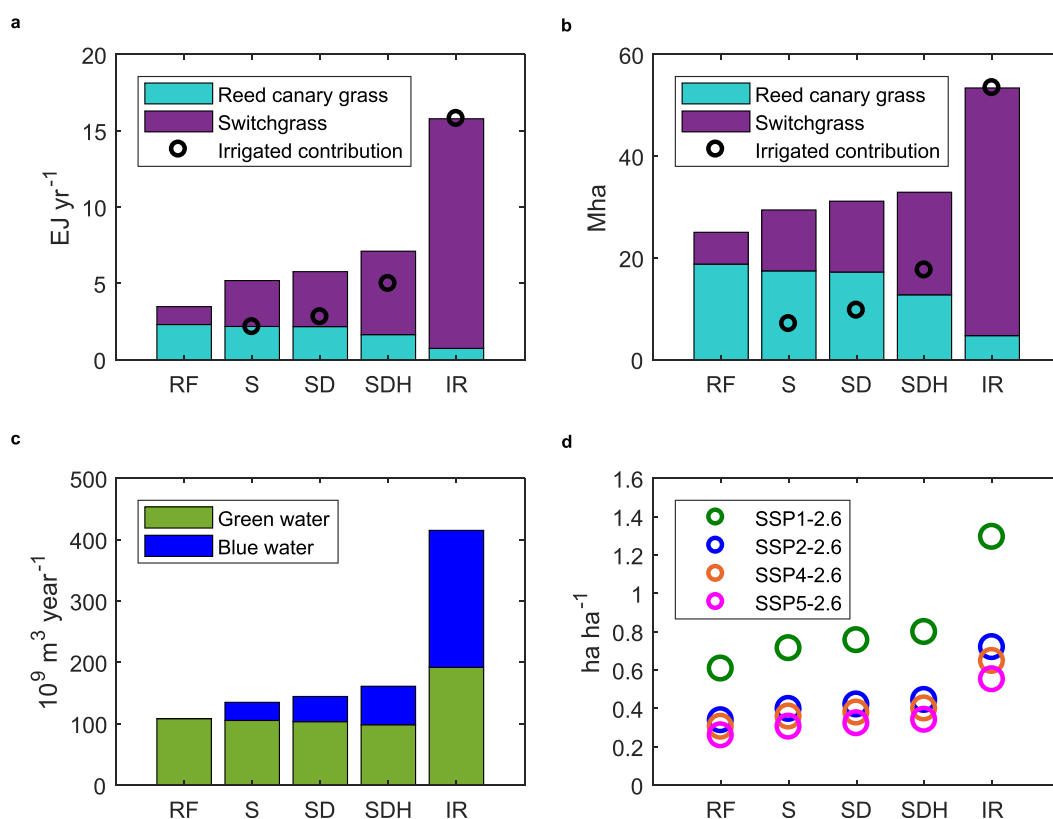 a
20
15
10
5
0
EJ yr-1
Reed canary grass
Switchgrass
Irrigated contribution
RF S SD SDH IR
b
60
40
20
0
Mha
Reed canary grass
Switchgrass
Irrigated contribution
RF S SD SDH IR
c
500
400
300
200
100
0
10^9 m^3 year^-1
Green water
Blue water
RF S SD SDH IR
d
1.6
1.4
1.2
1
0.8
0.6
0.4
0.2
0
ha ha^-1
SSP1-2.6
SSP2-2.6
SSP4-2.6
SSP5-2.6
RF S SD SDH IR